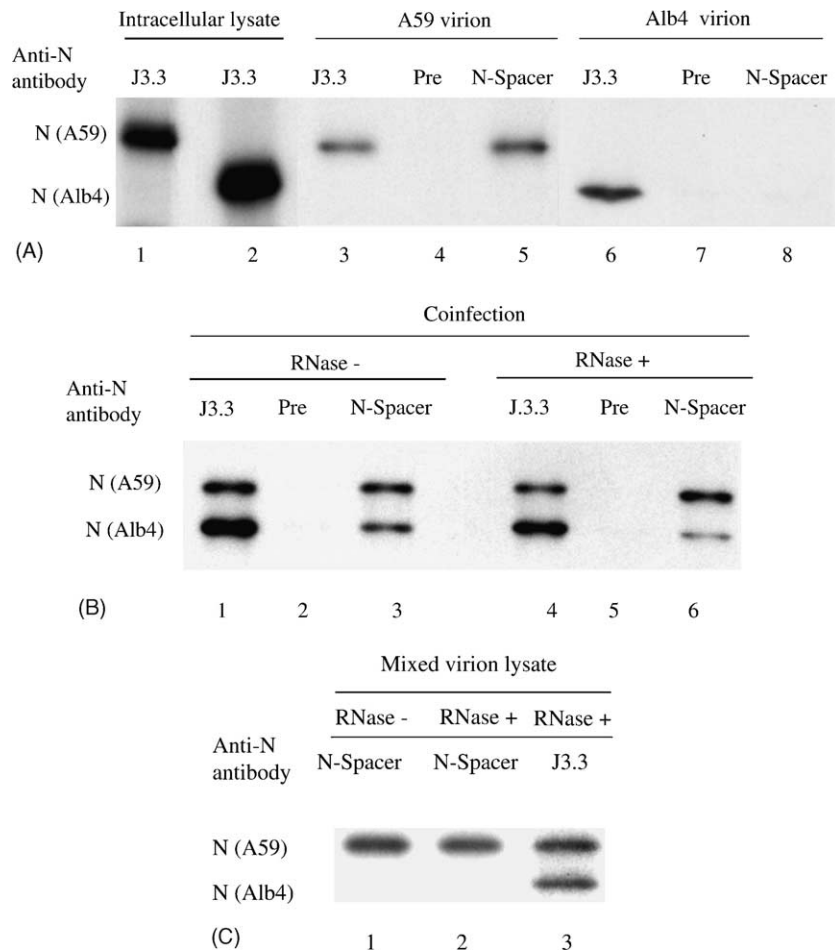 Intracellular lysate A59 virion Alb4 virion
Anti-N
antibody J3.3 J3.3 J3.3 Pre N-Spacer J3.3 Pre N-Spacer
N (A59)
N (Alb4)
(A) 1 2 3 4 5 6 7 8
Coinfection
RNase - RNase +
Anti-N
antibody J3.3 Pre N-Spacer J.3.3 Pre N-Spacer
N (A59)
N (Alb4)
(B) 1 2 3 4 5 6
Mixed virion lysate
RNase - RNase + RNase +
Anti-N
antibody N-Spacer N-Spacer J3.3
N (A59)
N (Alb4)
(C) 1 2 3